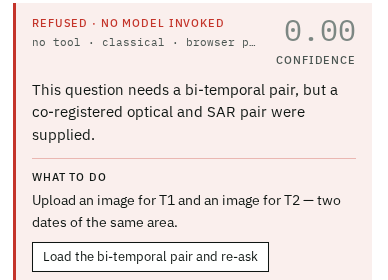 REFUSED · NO MODEL INVOKED
0.00
no tool · classical · browser p…
CONFIDENCE
This question needs a bi-temporal pair, but a
co-registered optical and SAR pair were
supplied.
WHAT TO DO
Upload an image for T1 and an image for T2 — two
dates of the same area.
Load the bi-temporal pair and re-ask